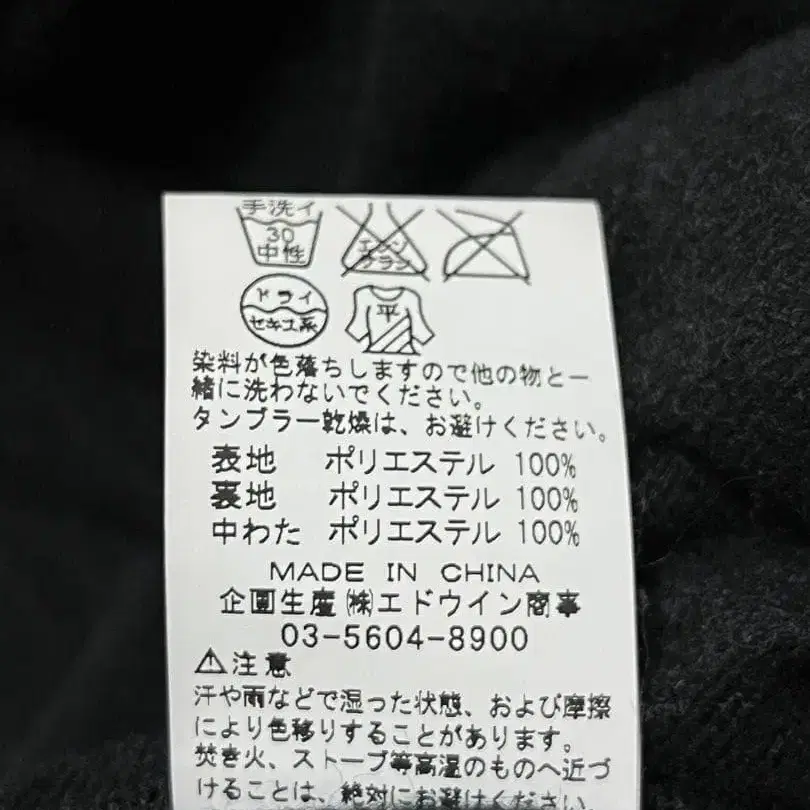 手洗イ
30
中性
エンソ
ドライ
セキユ系
平
染料が色落ちしますので他の物と一
緒に洗わないでください。
タンブラー乾燥は、お避けください。
表地 ポリエステル 100%
裏地 ポリエステル 100%
中わた ポリエステル 100%
MADE IN CHINA
企画生産㈱エドウイン商事
03-5604-8900
⚠注意
汗や雨などで湿った状態、および摩擦
により色移りすることがあります。
焚き火、ストーブ等高温のものへ近づ
けることは、絶対にお避けください